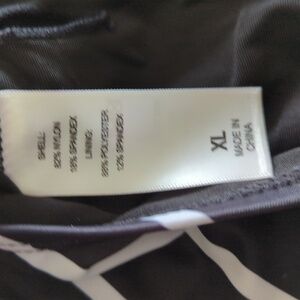 SHELL:
82% NYLON
18% SPANDEX
LINING:
88% POLYESTER
12% SPANDEX
XL
MADE IN
CHINA